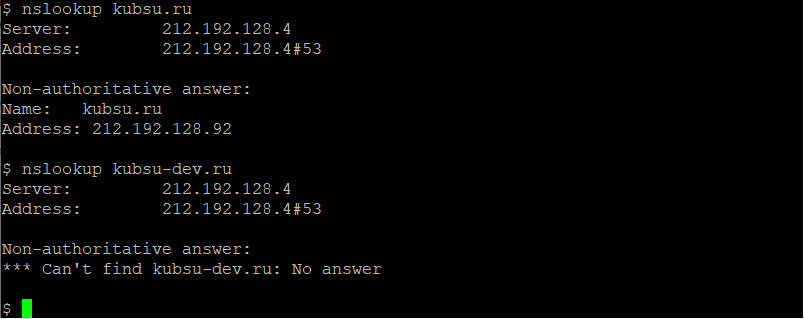 $ nslookup kubsu.ru
Server:         212.192.128.4
Address:        212.192.128.4#53
Non-authoritative answer:
Name:   kubsu.ru
Address: 212.192.128.92
$ nslookup kubsu-dev.ru
Server:         212.192.128.4
Address:        212.192.128.4#53
Non-authoritative answer:
*** Can't find kubsu-dev.ru: No answer
$